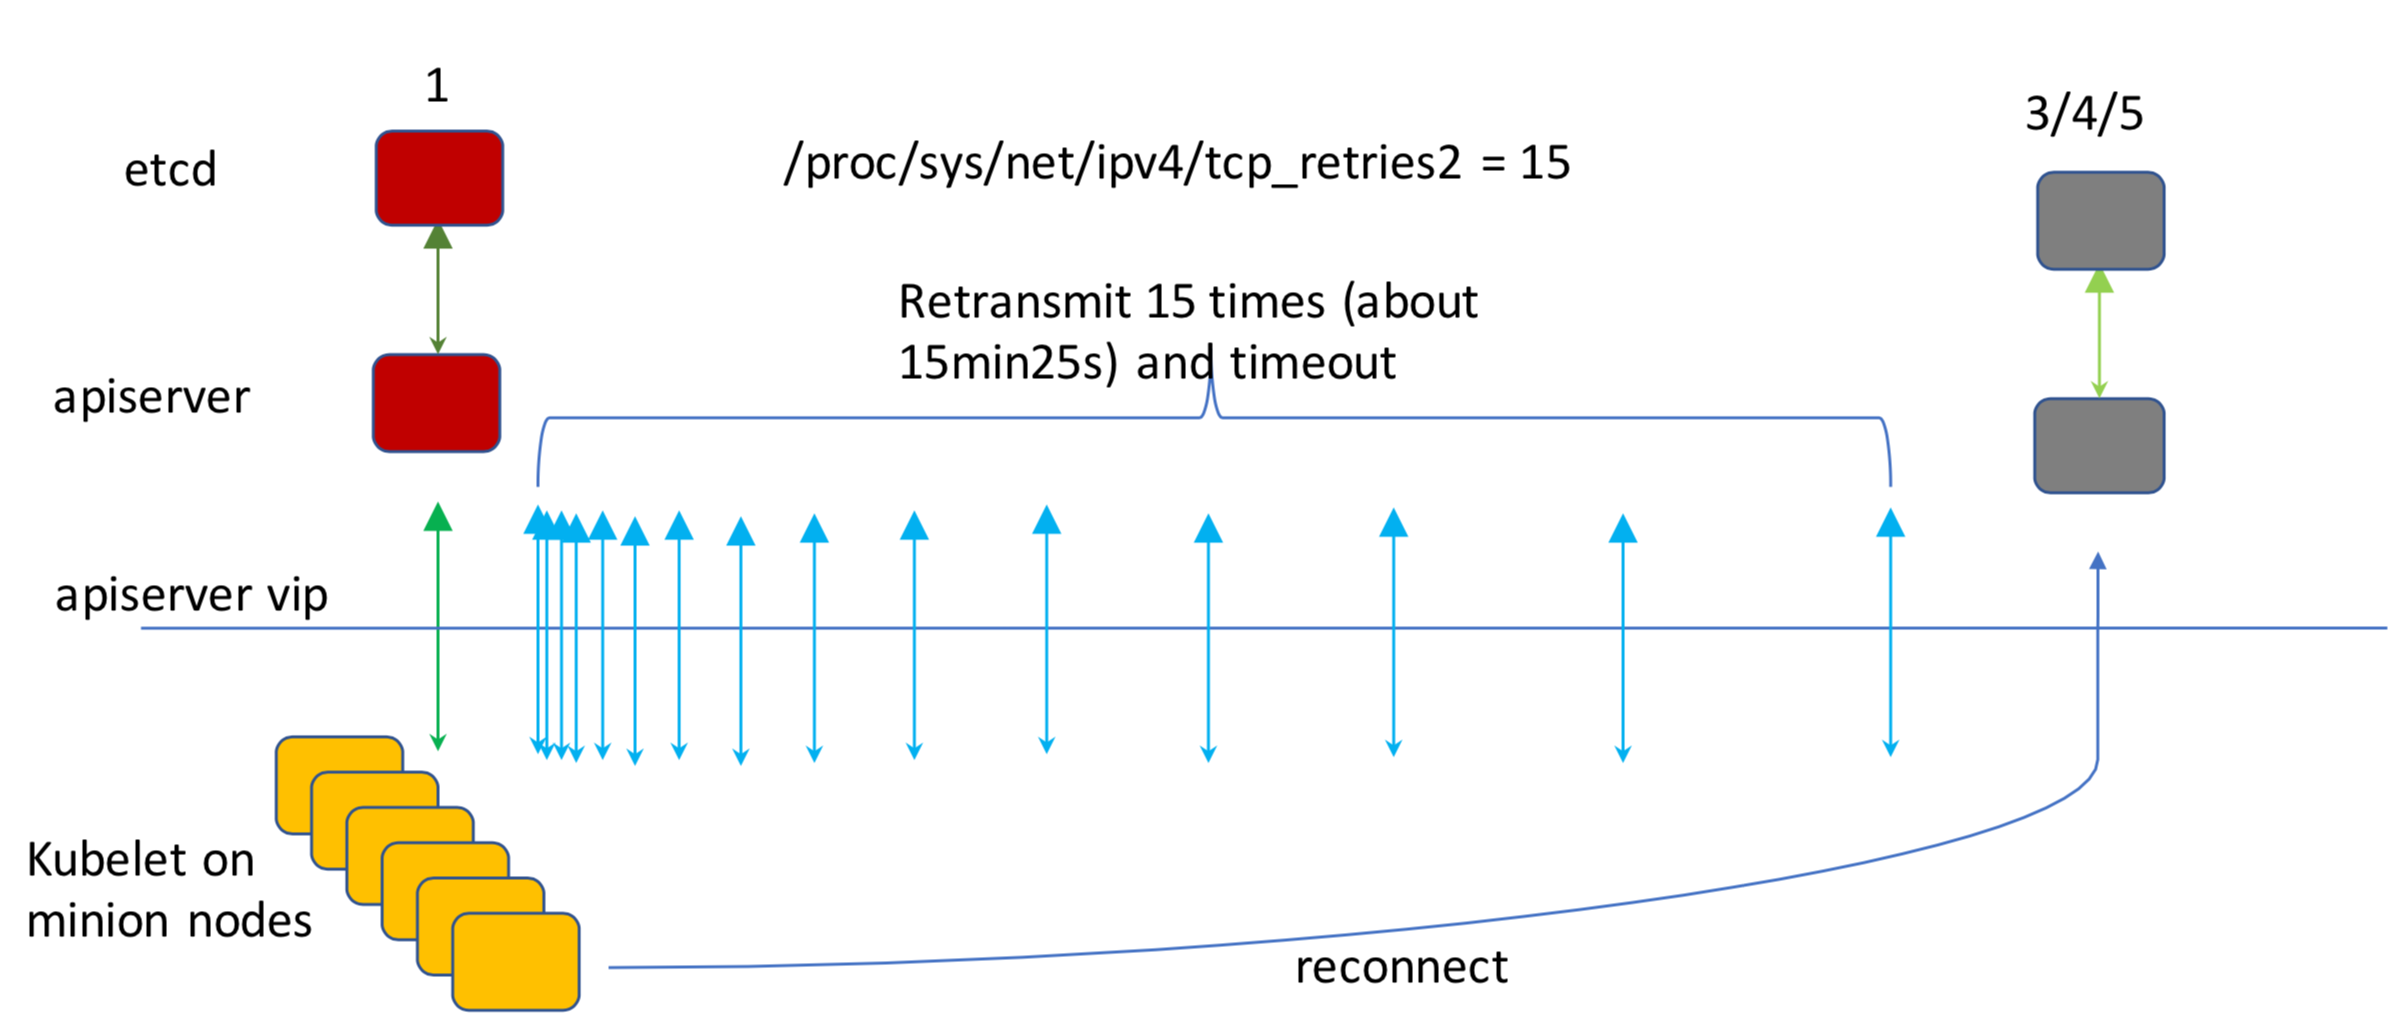 1
3/4/5
etcd
/proc/sys/net/ipv4/tcp_retries2 = 15
Retransmit 15 times (about
15min25s) and timeout
apiserver
apiserver vip
Kubelet on
minion nodes
reconnect